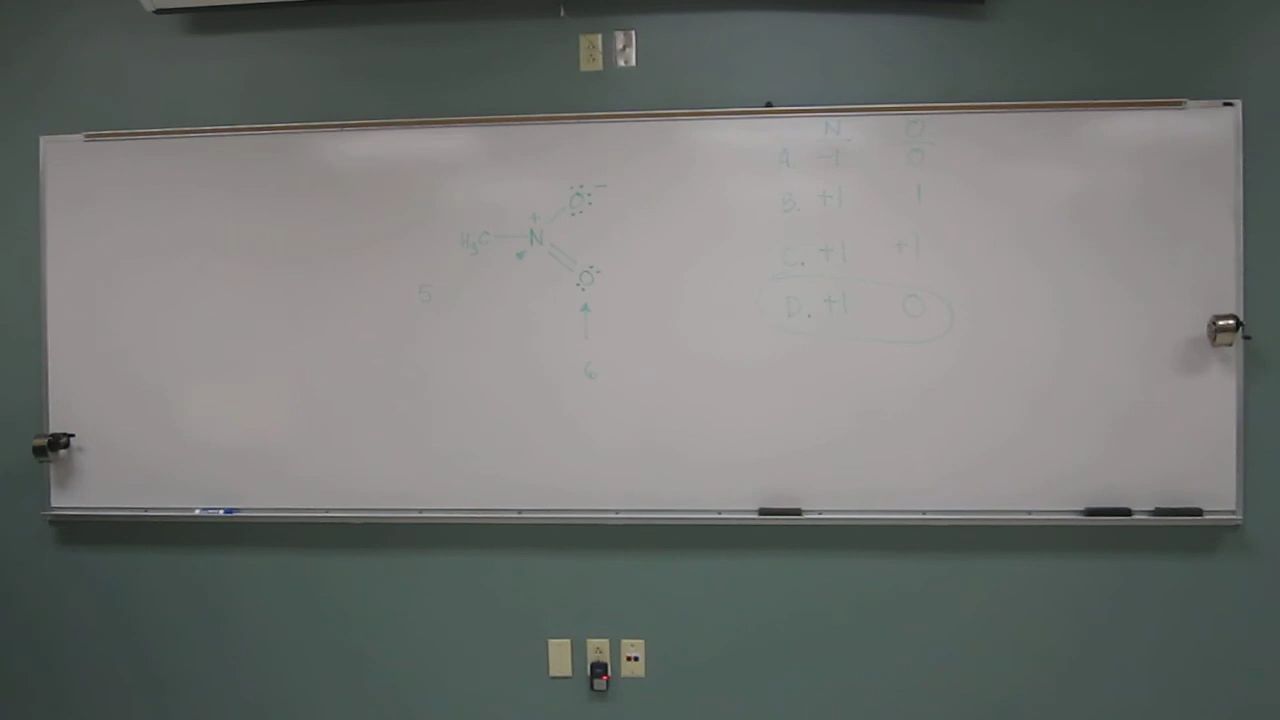 N O
A. -1 0
B. +1 1
C. +1 +1
D. +1 0
O
+
H₃C—N
O
5
6